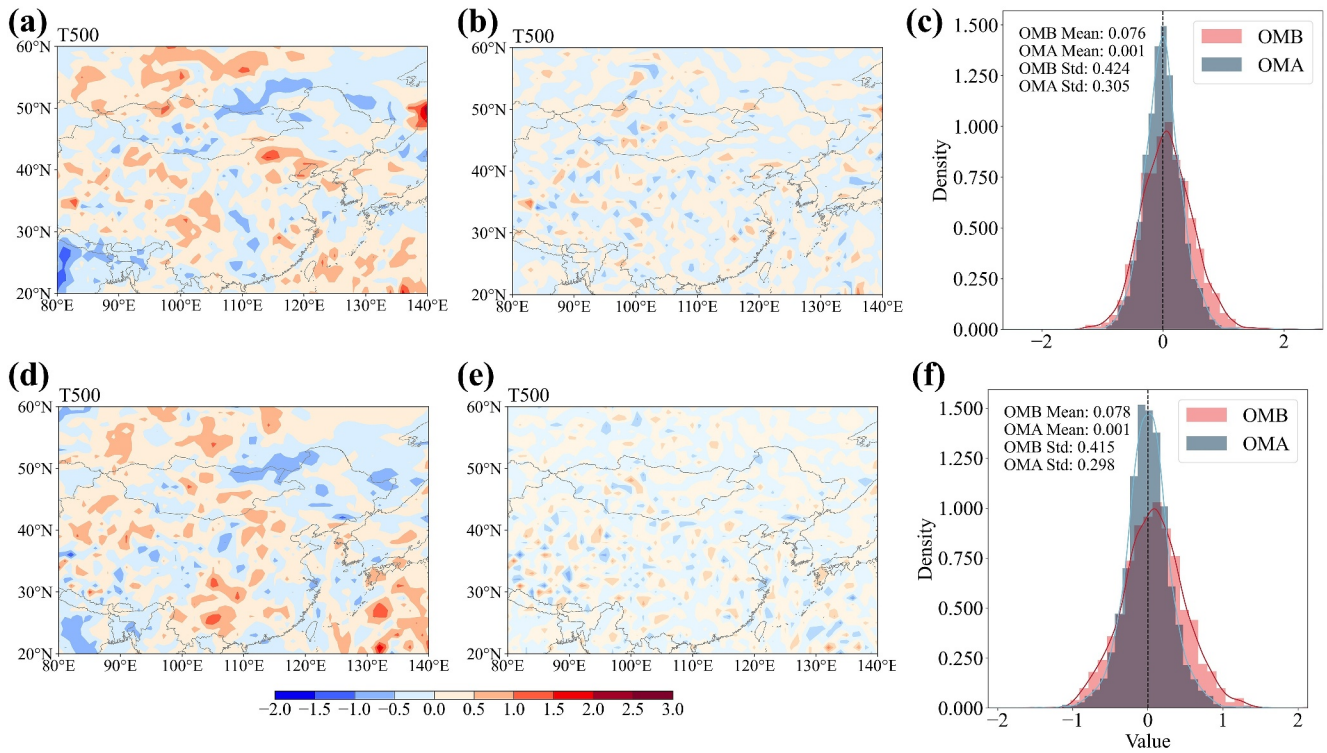 (a)
T500
60°N
50°N
40°N
30°N
20°N
80°E 90°E 100°E 110°E 120°E 130°E 140°E
(b)
T500
60°N
50°N
40°N
30°N
20°N
80°E 90°E 100°E 110°E 120°E 130°E 140°E
(c)
OMB Mean: 0.076
OMA Mean: 0.001
OMB Std: 0.424
OMA Std: 0.305
OMB
OMA
Density
1.500
1.250
1.000
0.750
0.500
0.250
0.000
−2 0 2
(d)
T500
60°N
50°N
40°N
30°N
20°N
80°E 90°E 100°E 110°E 120°E 130°E 140°E
(e)
T500
60°N
50°N
40°N
30°N
20°N
80°E 90°E 100°E 110°E 120°E 130°E 140°E
−2.0 −1.5 −1.0 −0.5 0.0 0.5 1.0 1.5 2.0 2.5 3.0
(f)
OMB Mean: 0.078
OMA Mean: 0.001
OMB Std: 0.415
OMA Std: 0.298
OMB
OMA
Density
1.500
1.250
1.000
0.750
0.500
0.250
0.000
−2 −1 0 1 2
Value